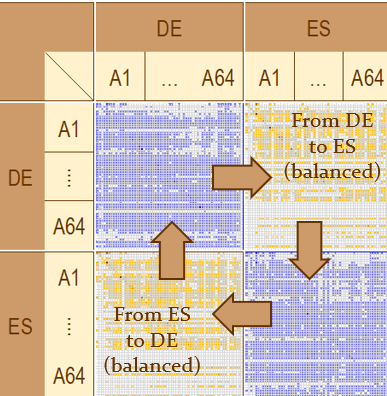 DE ES
A1 ... A64 A1 ... A64
A1
DE ...
A64
From DE
to ES
(balanced)
A1
ES ...
A64
From ES
to DE
(balanced)